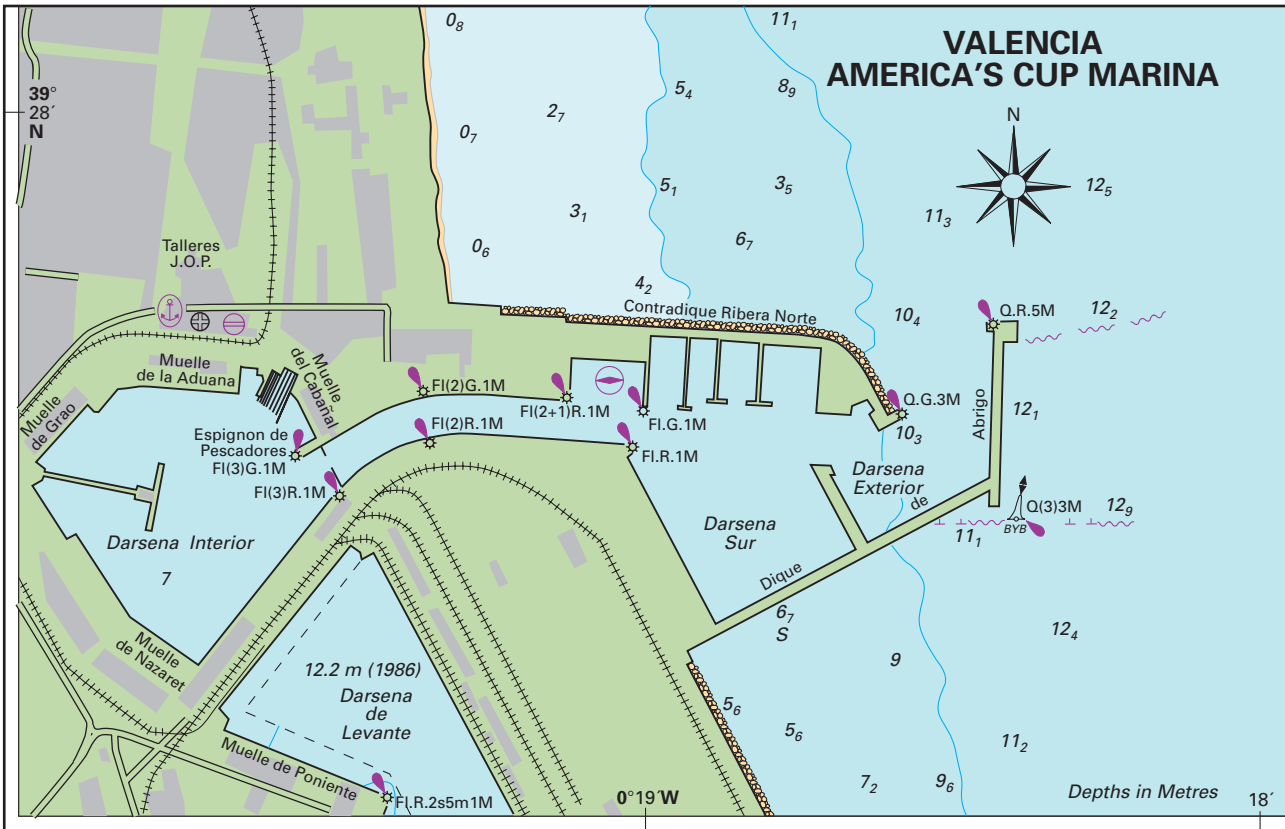 VALENCIA
AMERICA'S CUP MARINA
39°
28′
N
0₈
11₁
5₄
8₉
2₇
0₇
N
5₁
3₅
12₅
3₁
11₃
0₆
6₇
Talleres
J.O.P.
4₂
Contradique Ribera Norte
10₄
Q.R.5M
12₂
Muelle
de la Aduana
Muelle
del Cabañal
Muelle
de Grao
Fl(2)G.1M
Fl(2+1)R.1M
Fl.G.1M
Q.G.3M
10₃
Abrigo
12₁
Espignon de
Pescadores
Fl(3)G.1M
Fl(2)R.1M
Fl.R.1M
Fl(3)R.1M
Darsena
Exterior
de
Q(3)3M
BYB
12₉
11₁
Darsena Interior
7
Darsena
Sur
Dique
6₇
S
12₄
Muelle
de Nazaret
12.2 m (1986)
Darsena
de
Levante
9
5₆
5₆
11₂
Muelle de Poniente
7₂
9₆
Fl.R.2s5m1M
0°19′W
Depths in Metres
18′